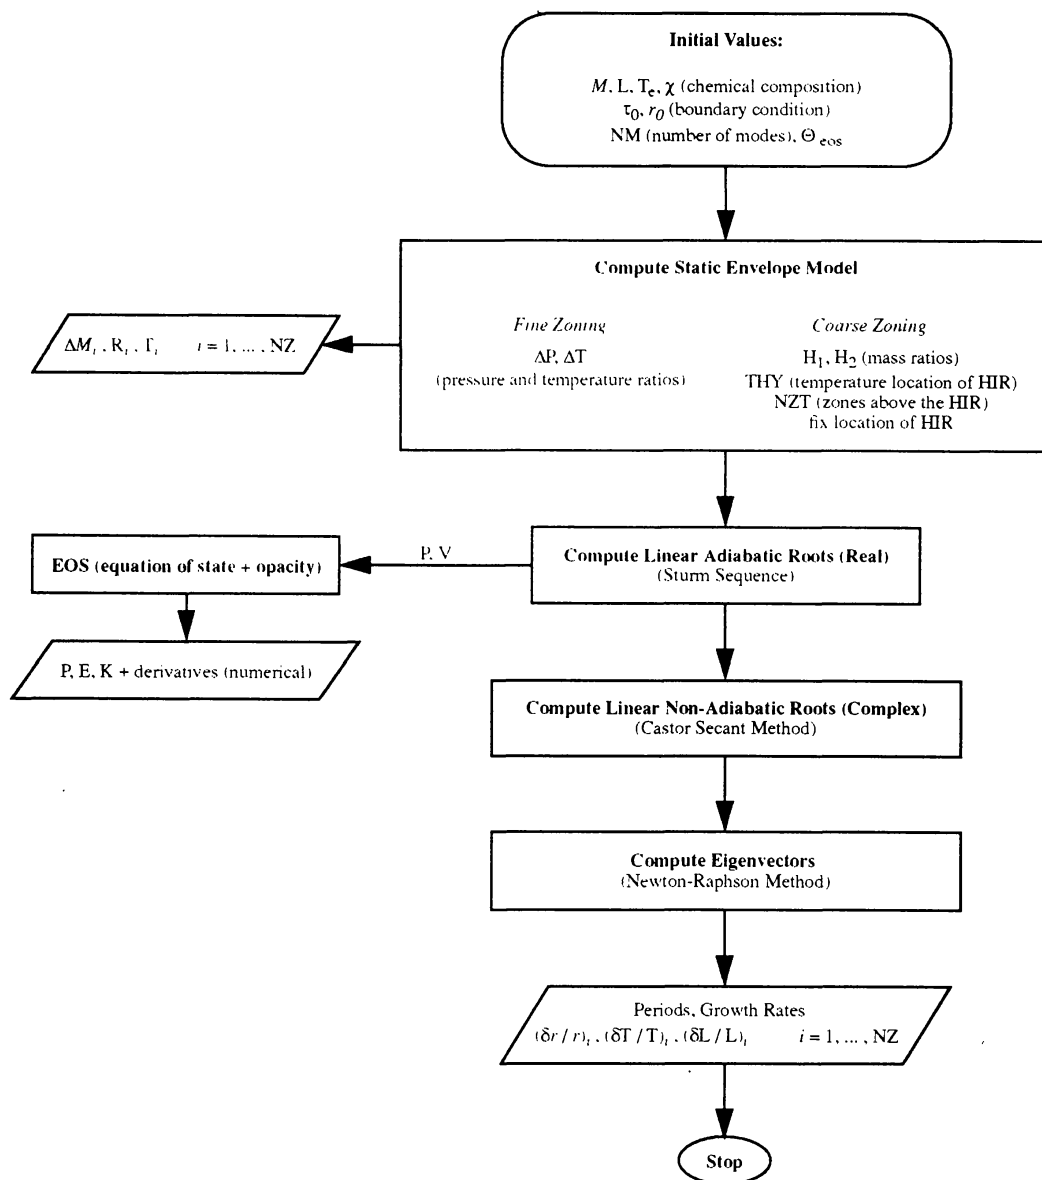 Initial Values:
M, L, Tₑ, χ (chemical composition)
τ₀, r₀ (boundary condition)
NM (number of modes), Θ_eos
Compute Static Envelope Model
Fine Zoning
ΔP, ΔT
(pressure and temperature ratios)
Coarse Zoning
H₁, H₂ (mass ratios)
THY (temperature location of HIR)
NZT (zones above the HIR)
fix location of HIR
ΔMᵢ, Rᵢ, Tᵢ i = 1, ... , NZ
Compute Linear Adiabatic Roots (Real)
(Sturm Sequence)
P, V
EOS (equation of state + opacity)
P, E, K + derivatives (numerical)
Compute Linear Non-Adiabatic Roots (Complex)
(Castor Secant Method)
Compute Eigenvectors
(Newton-Raphson Method)
Periods, Growth Rates
(δr / r)ᵢ, (δT / T)ᵢ, (δL / L)ᵢ i = 1, ... , NZ
Stop